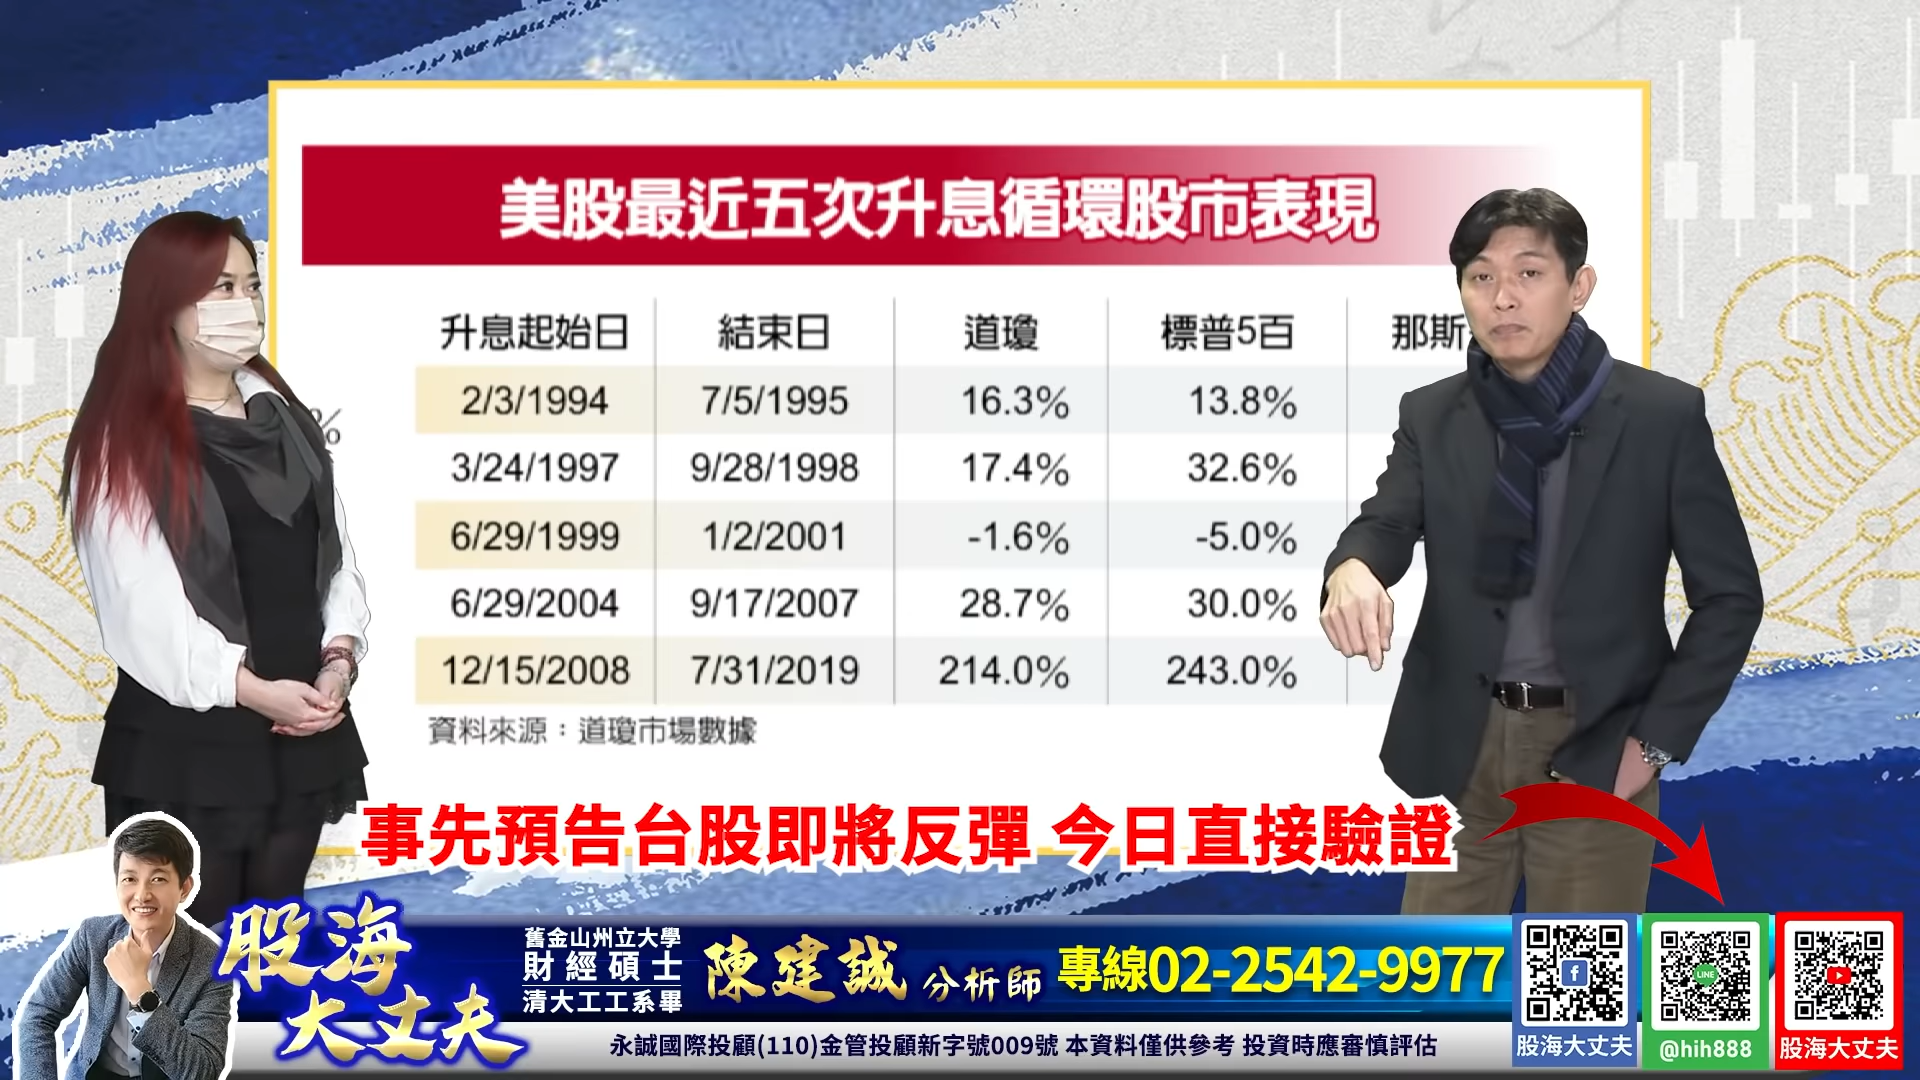 美股最近五次升息循環股市表現
升息起始日 結束日 道瓊 標普5百 那斯
2/3/1994 7/5/1995 16.3% 13.8%
3/24/1997 9/28/1998 17.4% 32.6%
6/29/1999 1/2/2001 -1.6% -5.0%
6/29/2004 9/17/2007 28.7% 30.0%
12/15/2008 7/31/2019 214.0% 243.0%
資料來源：道瓊市場數據
%
事先預告台股即將反彈 今日直接驗證
股海
大丈夫
舊金山州立大學
財經碩士
清大工工系畢
陳建誠 分析師
專線02-2542-9977
永誠國際投顧(110)金管投顧新字號009號 本資料僅供參考 投資時應審慎評估
f
股海大丈夫
LINE
@hih888
股海大丈夫